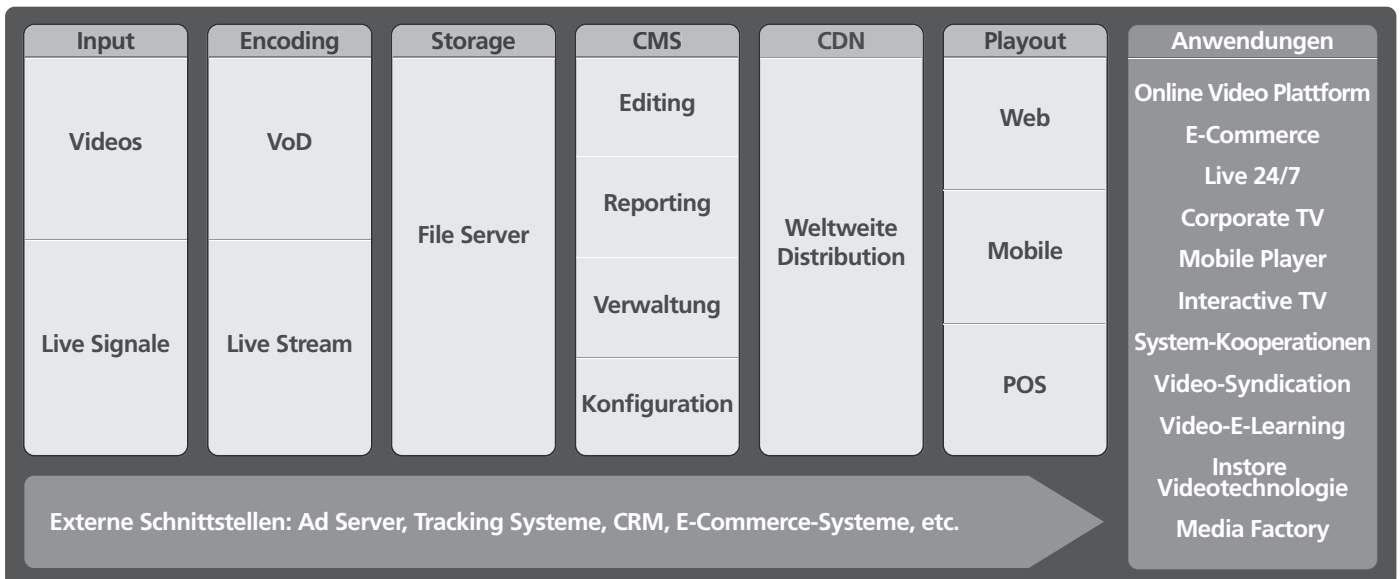 Input
Videos
Live Signale
Encoding
VoD
Live Stream
Storage
File Server
CMS
Editing
Reporting
Verwaltung
Konfiguration
CDN
Weltweite
Distribution
Playout
Web
Mobile
POS
Anwendungen
Online Video Plattform
E-Commerce
Live 24/7
Corporate TV
Mobile Player
Interactive TV
System-Kooperationen
Video-Syndication
Video-E-Learning
Instore
Videotechnologie
Media Factory
Externe Schnittstellen: Ad Server, Tracking Systeme, CRM, E-Commerce-Systeme, etc.